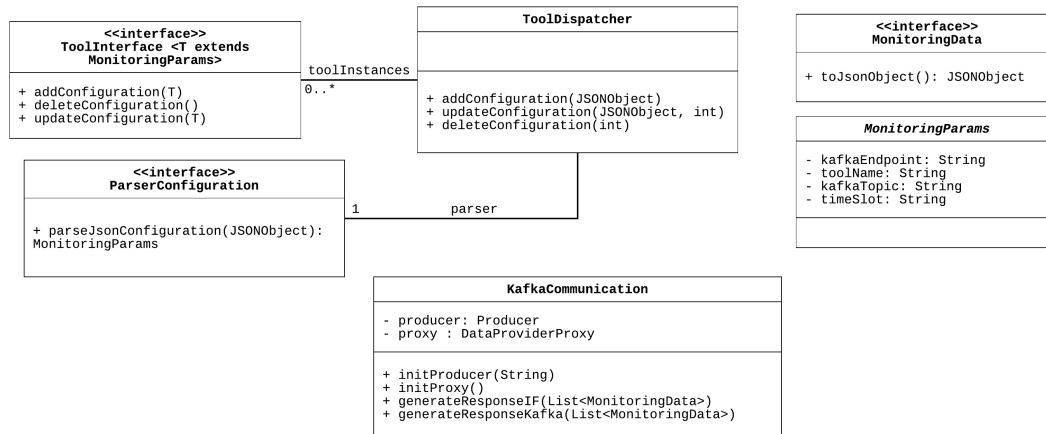 <<interface>>
ToolInterface <T extends
MonitoringParams>
+ addConfiguration(T)
+ deleteConfiguration()
+ updateConfiguration(T)
toolInstances
0..*
ToolDispatcher
+ addConfiguration(JSONObject)
+ updateConfiguration(JSONObject, int)
+ deleteConfiguration(int)
<<interface>>
MonitoringData
+ toJsonObject(): JSONObject
MonitoringParams
- kafkaEndpoint: String
- toolName: String
- kafkaTopic: String
- timeSlot: String
<<interface>>
ParserConfiguration
+ parseJsonConfiguration(JSONObject):
MonitoringParams
1
parser
KafkaCommunication
- producer: Producer
- proxy : DataProviderProxy
+ initProducer(String)
+ initProxy()
+ generateResponseIF(List<MonitoringData>)
+ generateResponseKafka(List<MonitoringData>)